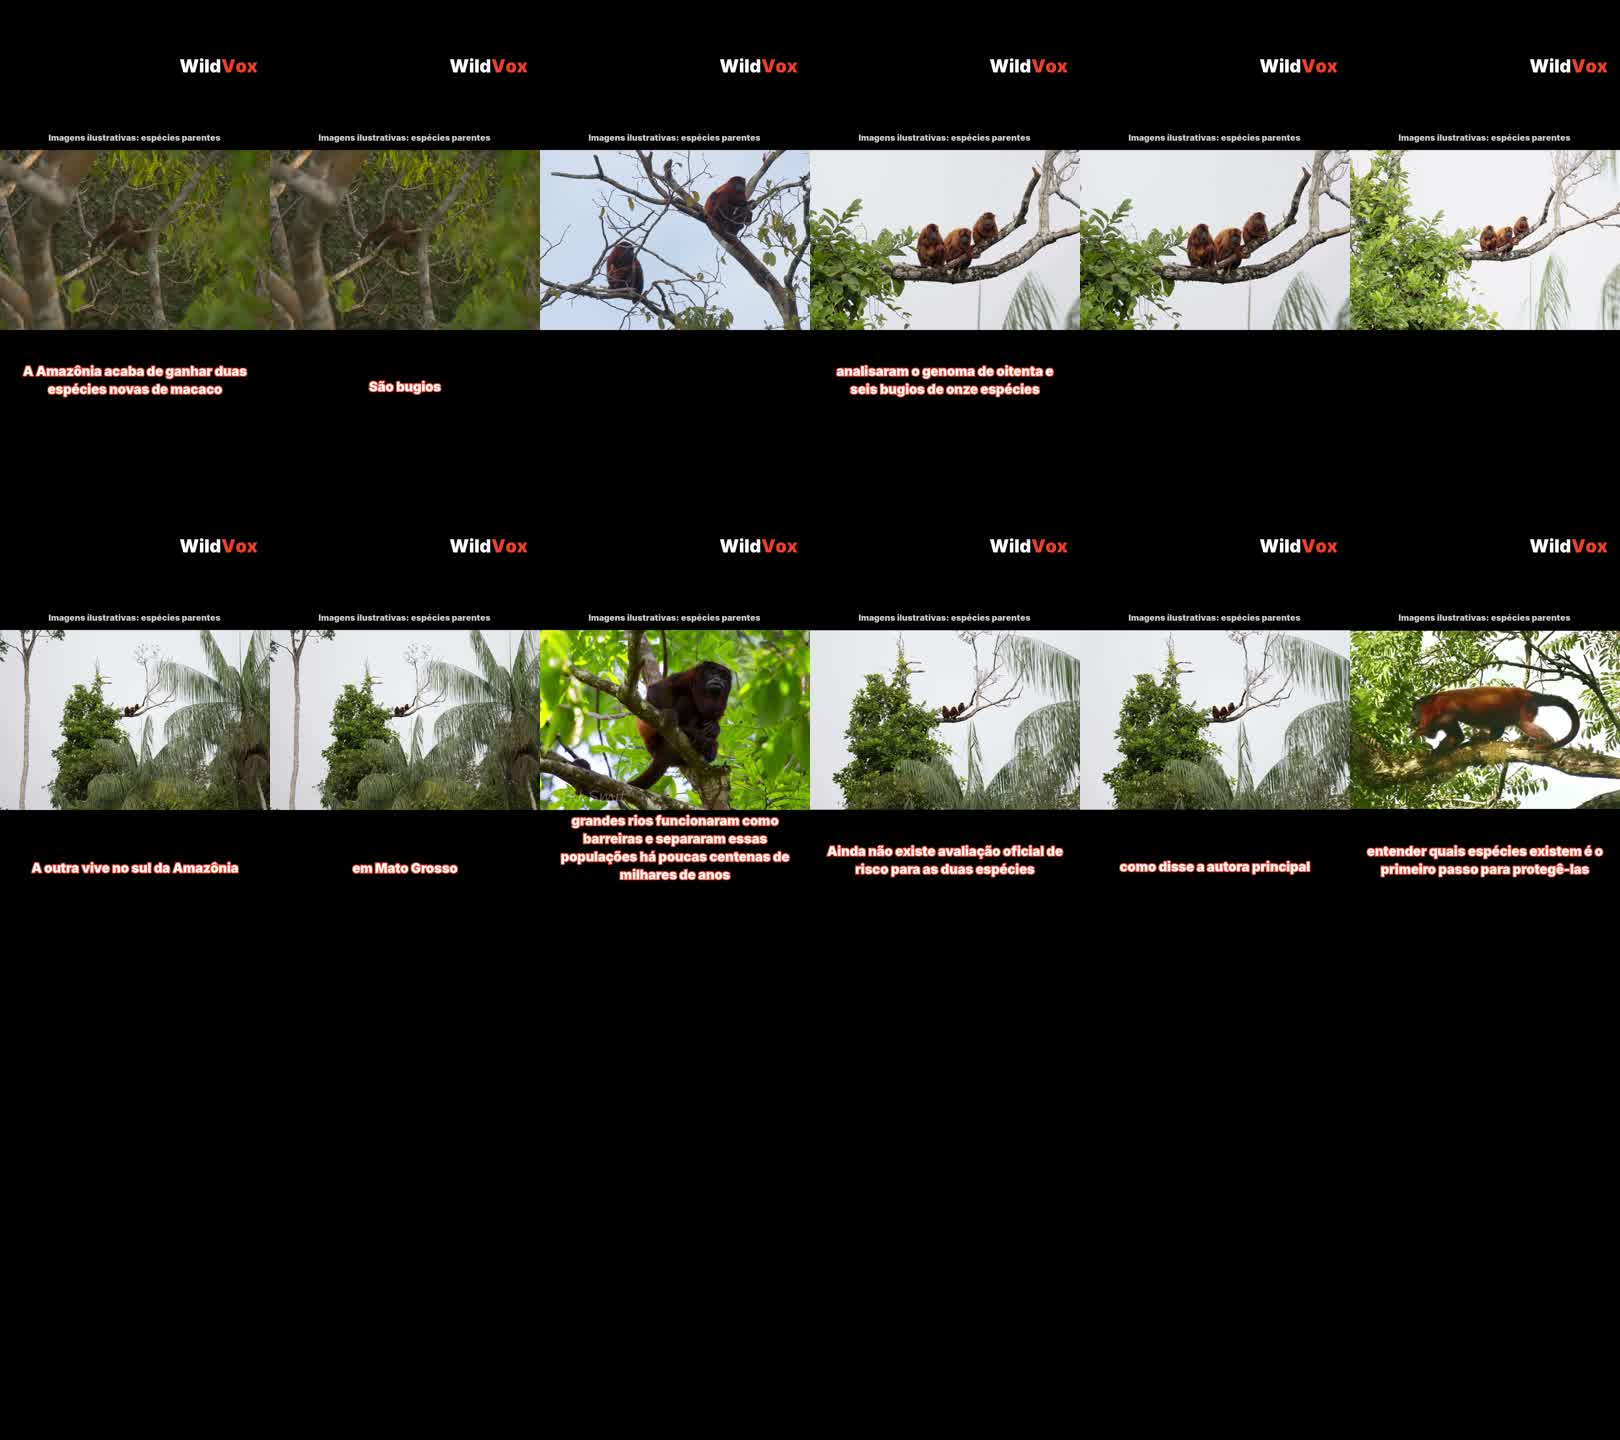 WildVox
WildVox
WildVox
WildVox
WildVox
WildVox
Imagens ilustrativas: espécies parentes
Imagens ilustrativas: espécies parentes
Imagens ilustrativas: espécies parentes
Imagens ilustrativas: espécies parentes
Imagens ilustrativas: espécies parentes
Imagens ilustrativas: espécies parentes
A Amazônia acaba de ganhar duas
espécies novas de macaco
São bugios
analisaram o genoma de oitenta e
seis bugios de onze espécies
WildVox
WildVox
WildVox
WildVox
WildVox
WildVox
Imagens ilustrativas: espécies parentes
Imagens ilustrativas: espécies parentes
Imagens ilustrativas: espécies parentes
Imagens ilustrativas: espécies parentes
Imagens ilustrativas: espécies parentes
Imagens ilustrativas: espécies parentes
A outra vive no sul da Amazônia
em Mato Grosso
grandes rios funcionaram como
barreiras e separaram essas
populações há poucas centenas de
milhares de anos
Ainda não existe avaliação oficial de
risco para as duas espécies
como disse a autora principal
entender quais espécies existem é o
primeiro passo para protegê-las